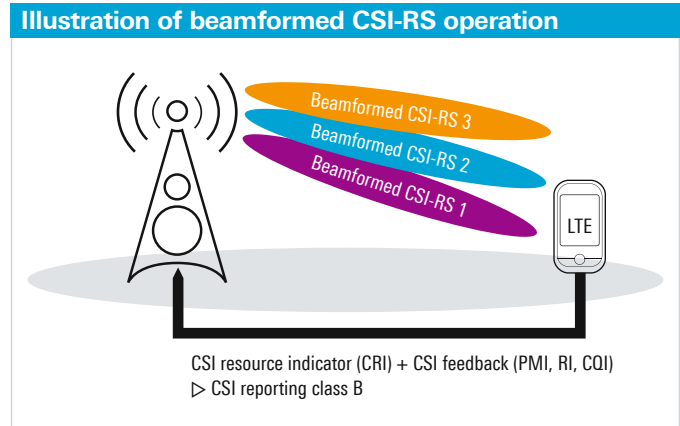 Illustration of beamformed CSI-RS operation
Beamformed CSI-RS 3
Beamformed CSI-RS 2
Beamformed CSI-RS 1
LTE
CSI resource indicator (CRI) + CSI feedback (PMI, RI, CQI)
▷ CSI reporting class B